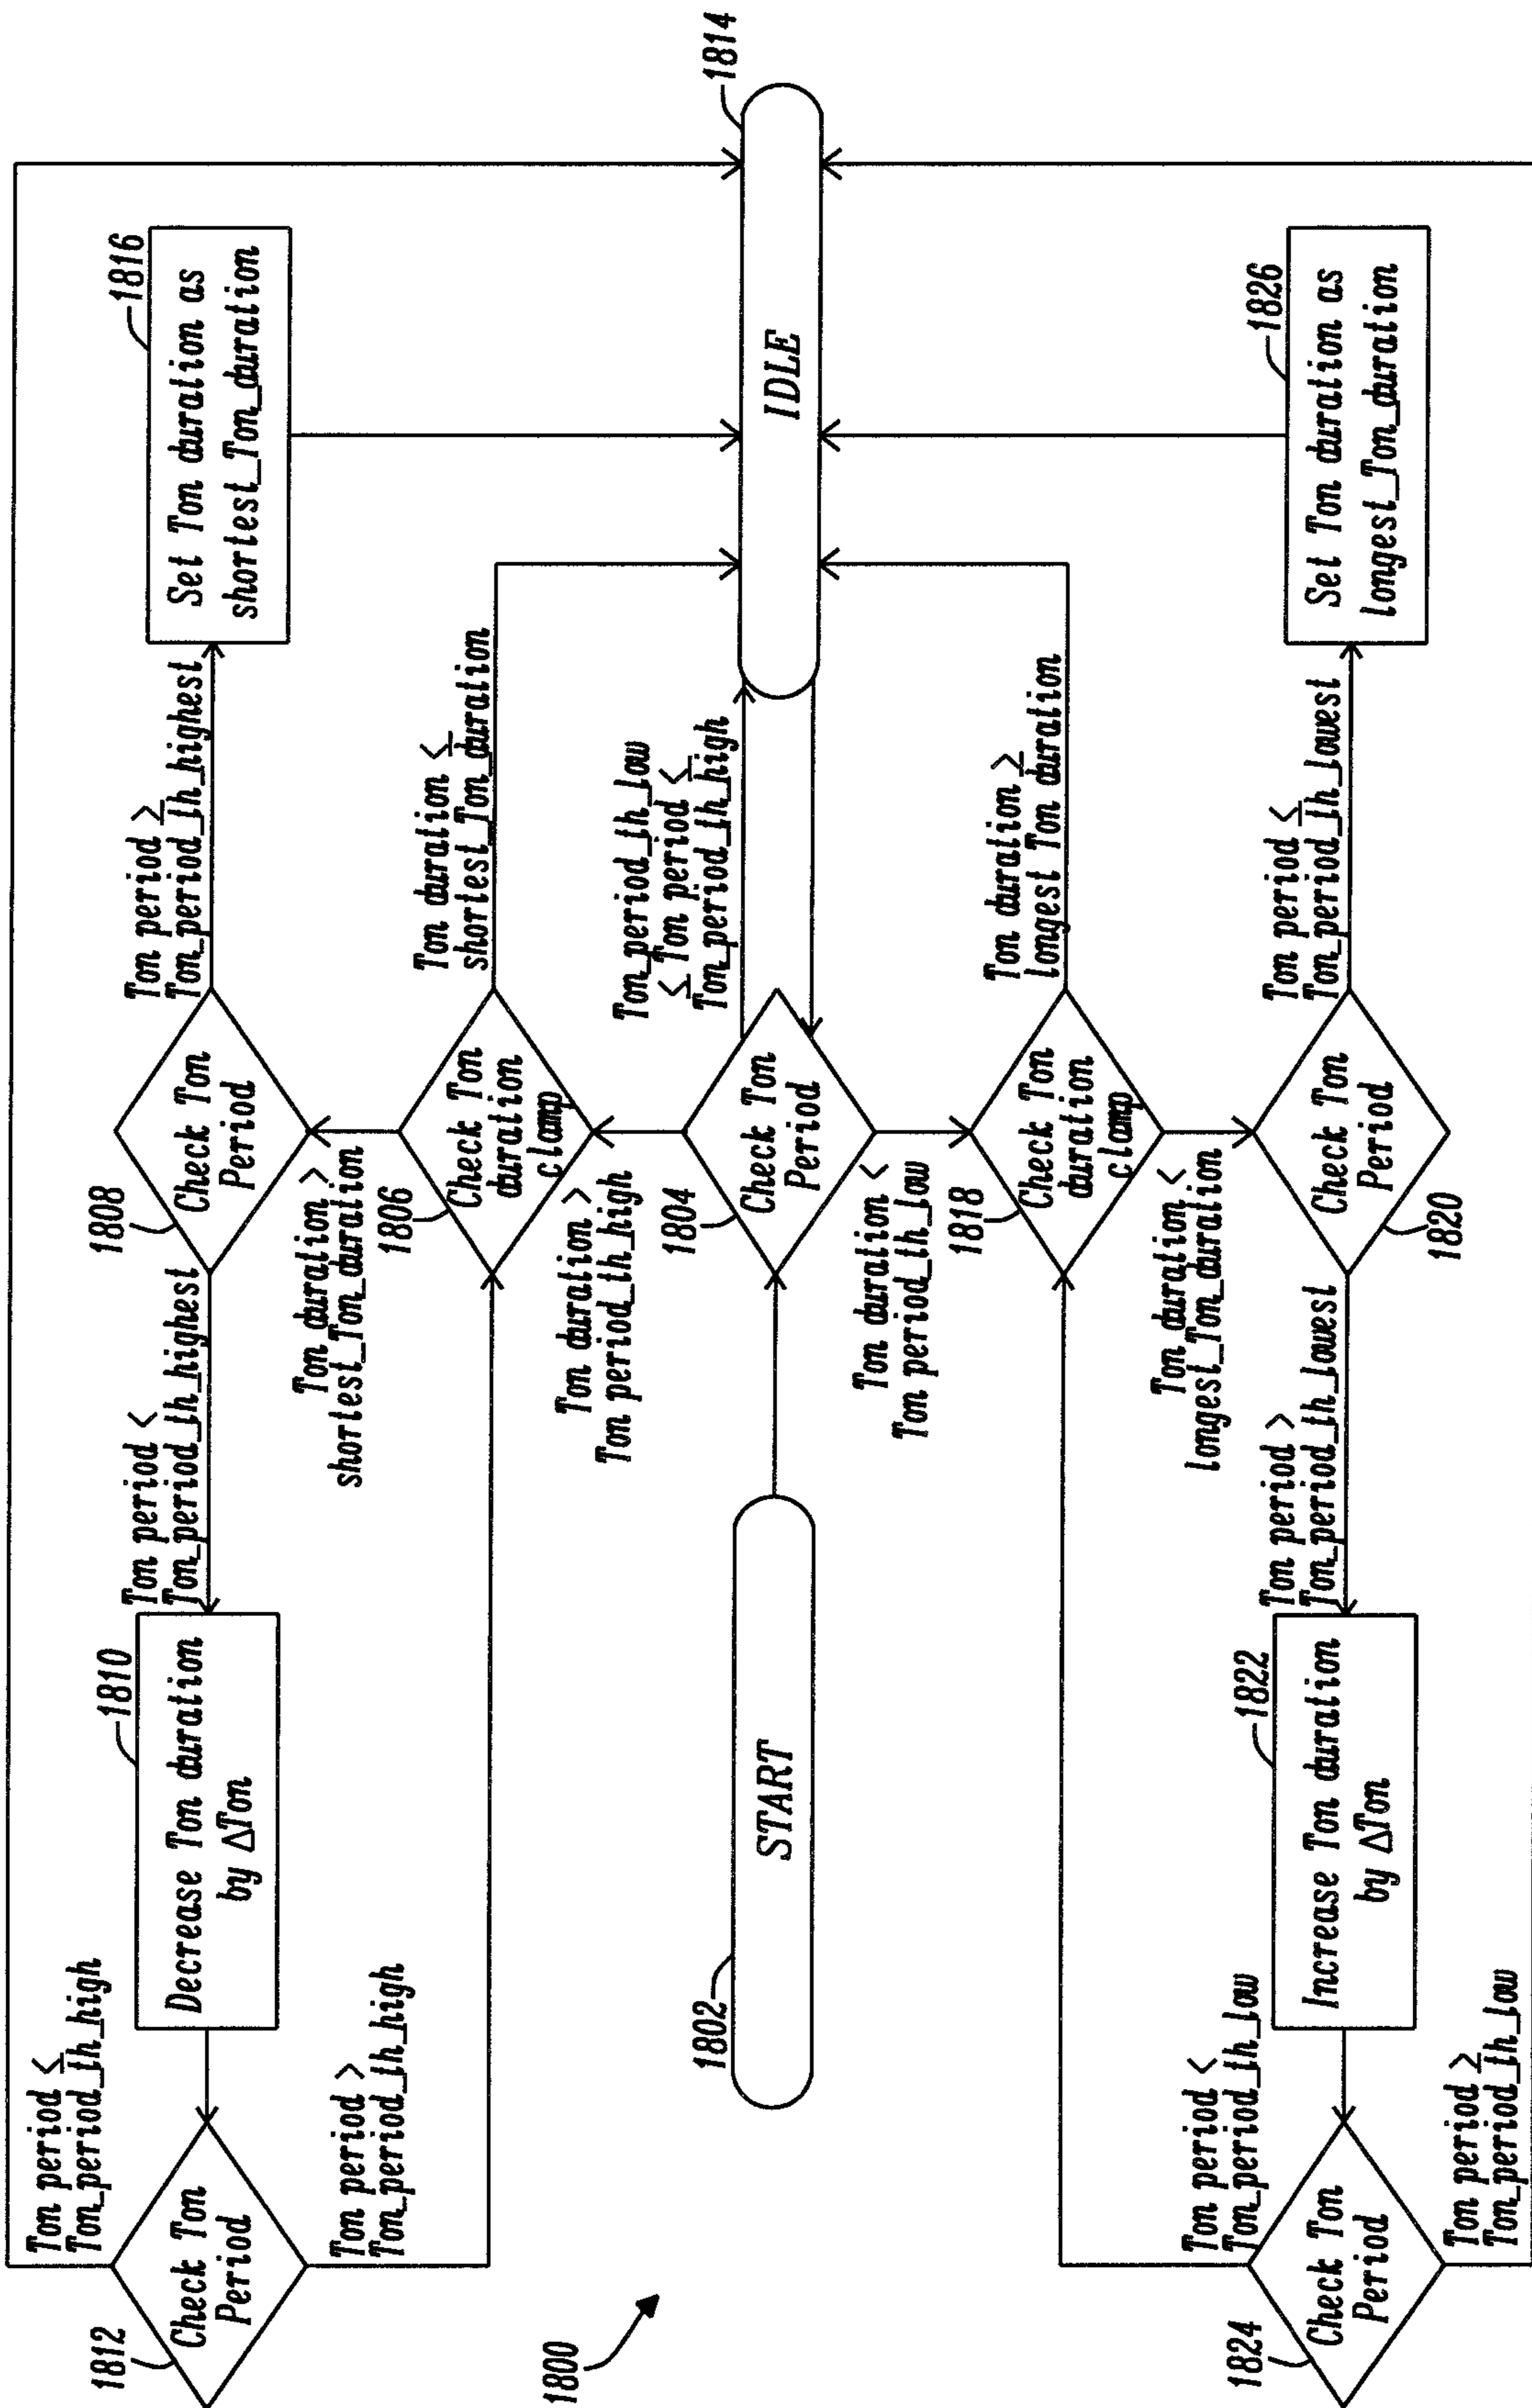 1812
Check Ton
Period
Ton period ≤
Ton_period_th_high
Ton period >
Ton_period_th_high
1810
Decrease Ton duration
by ΔTon
Ton period <
Ton_period_th_highest
1808
Check Ton
Period
Ton period ≥
Ton_period_th_highest
1816
Set Ton duration as
shortest_Ton_duration
Ton duration >
shortest_Ton_duration
1806
Check Ton
duration
clamp
Ton duration ≤
shortest_Ton_duration
Ton duration >
Ton period_th_high
1800
1802
START
1804
Check Ton
Period
Ton_period_th_low
≤ Ton period ≤
Ton_period_th_high
IDLE
1814
Ton duration <
Ton period_th_low
1818
Check Ton
duration
clamp
Ton duration ≥
longest Ton duration
Ton duration <
longest_Ton_duration
1824
Check Ton
Period
Ton period <
Ton_period_th_low
Ton period ≥
Ton_period_th_low
1822
Increase Ton duration
by ΔTon
Ton period >
Ton_period_th_lowest
1820
Check Ton
Period
Ton period ≤
Ton_period_th_lowest
1826
Set Ton duration as
longest_Ton_duration